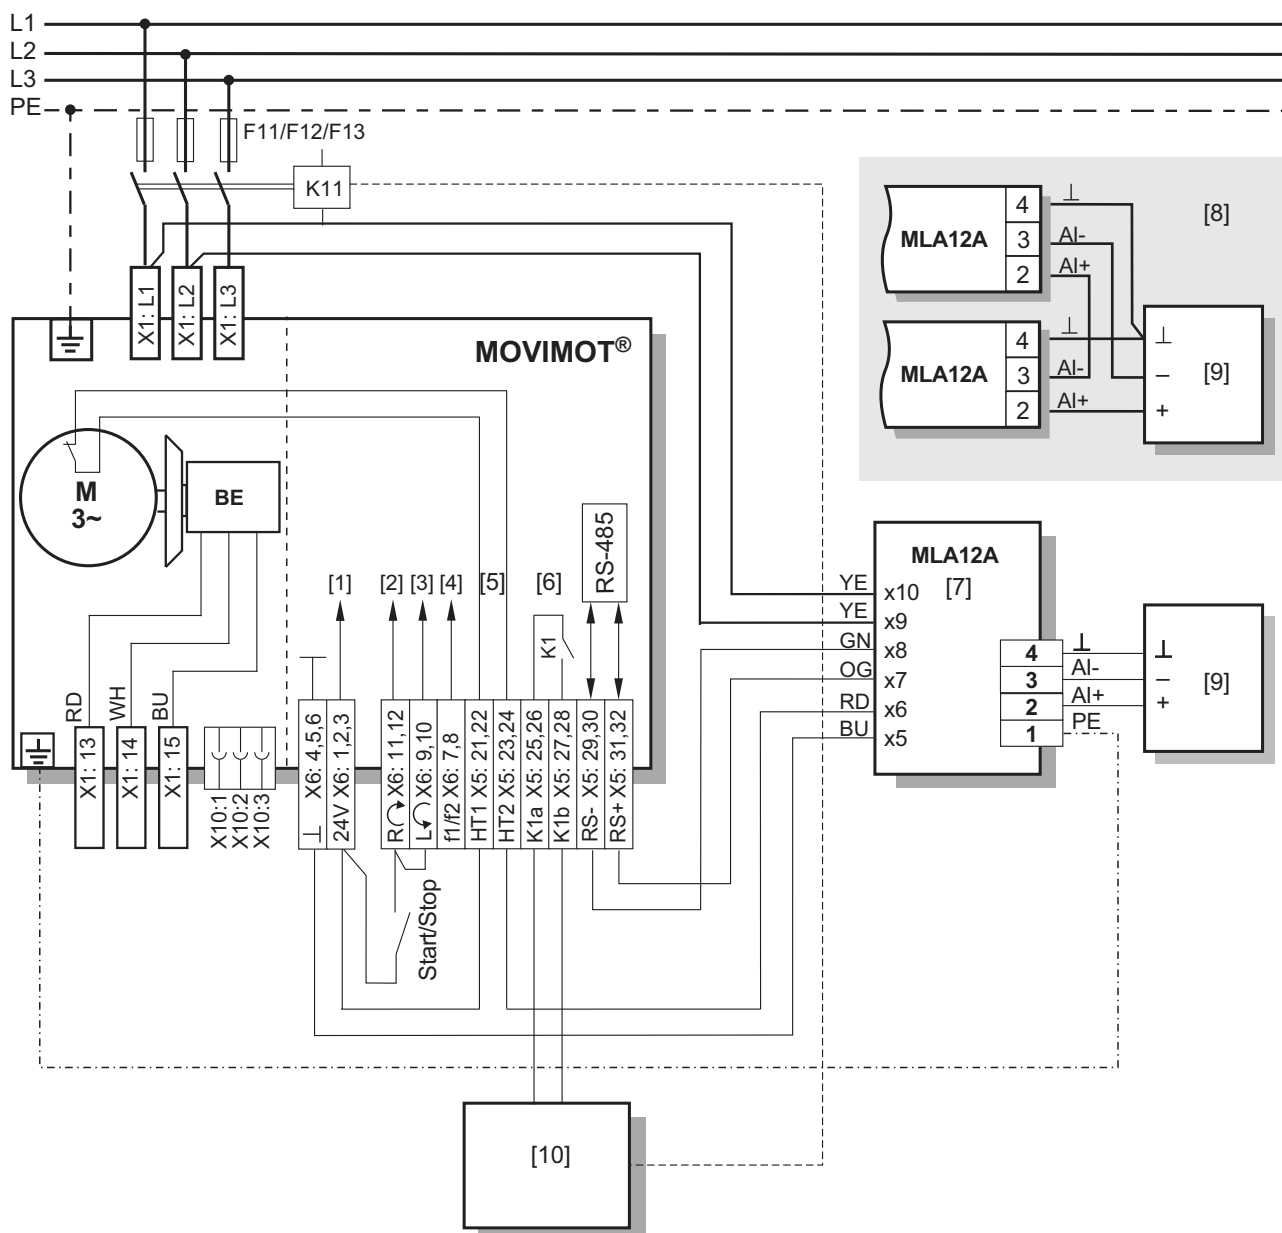 L1
L2
L3
PE
F11/F12/F13
K11
X1: L1
X1: L2
X1: L3
MOVIMOT®
M
3~
BE
[1]
[2]
[3]
[4]
[5]
[6]
RS-485
K1
RD
WH
BU
X1: 13
X1: 14
X1: 15
X10:1
X10:2
X10:3
⊥ X6: 4,5,6
24V X6: 1,2,3
R X6: 11,12
L X6: 9,10
f1/f2 X6: 7,8
HT1 X5: 21,22
HT2 X5: 23,24
K1a X5: 25,26
K1b X5: 27,28
RS- X5: 29,30
RS+ X5: 31,32
Start/Stop
[10]
MLA12A
4 ⊥
3 AI-
2 AI+
[8]
MLA12A
4 ⊥
3 AI-
2 AI+
⊥
–
+
[9]
MLA12A
[7]
YE x10
YE x9
GN x8
OG x7
RD x6
BU x5
4 ⊥
3 AI-
2 AI+
1 PE
⊥
–
+
[9]